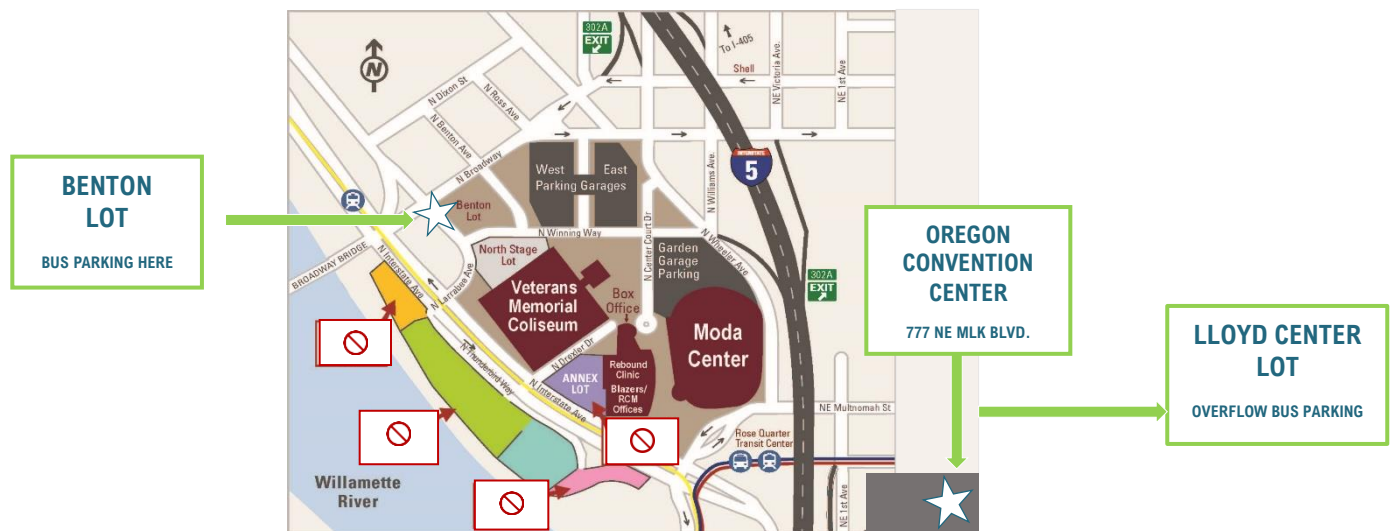 BENTON
LOT
BUS PARKING HERE
302A
EXIT
To I-405
N
N Dixon St
N Ross Ave
N Benton Ave
N Broadway
Shell
NE Victoria Ave.
NE 1st Ave
INTERSTATE
5
West
East
Parking Garages
N Williams Ave.
Benton
Lot
N Winning Way
N Center Court Dr
N Wheeler Ave
BROADWAY BRIDGE
N Interstate Ave
N Larrabee Ave
North Stage
Lot
Garden
Garage
Parking
302A
EXIT
Veterans
Memorial
Coliseum
Box
Office
Moda
Center
N Thunderbird Way
N Drexler Dr
N Interstate Ave
ANNEX
LOT
Rebound
Clinic
Blazers/
RCM
Offices
NE Multnomah St
Rose Quarter
Transit Center
NE 1st Ave
Willamette
River
OREGON
CONVENTION
CENTER
777 NE MLK BLVD.
LLOYD CENTER
LOT
OVERFLOW BUS PARKING